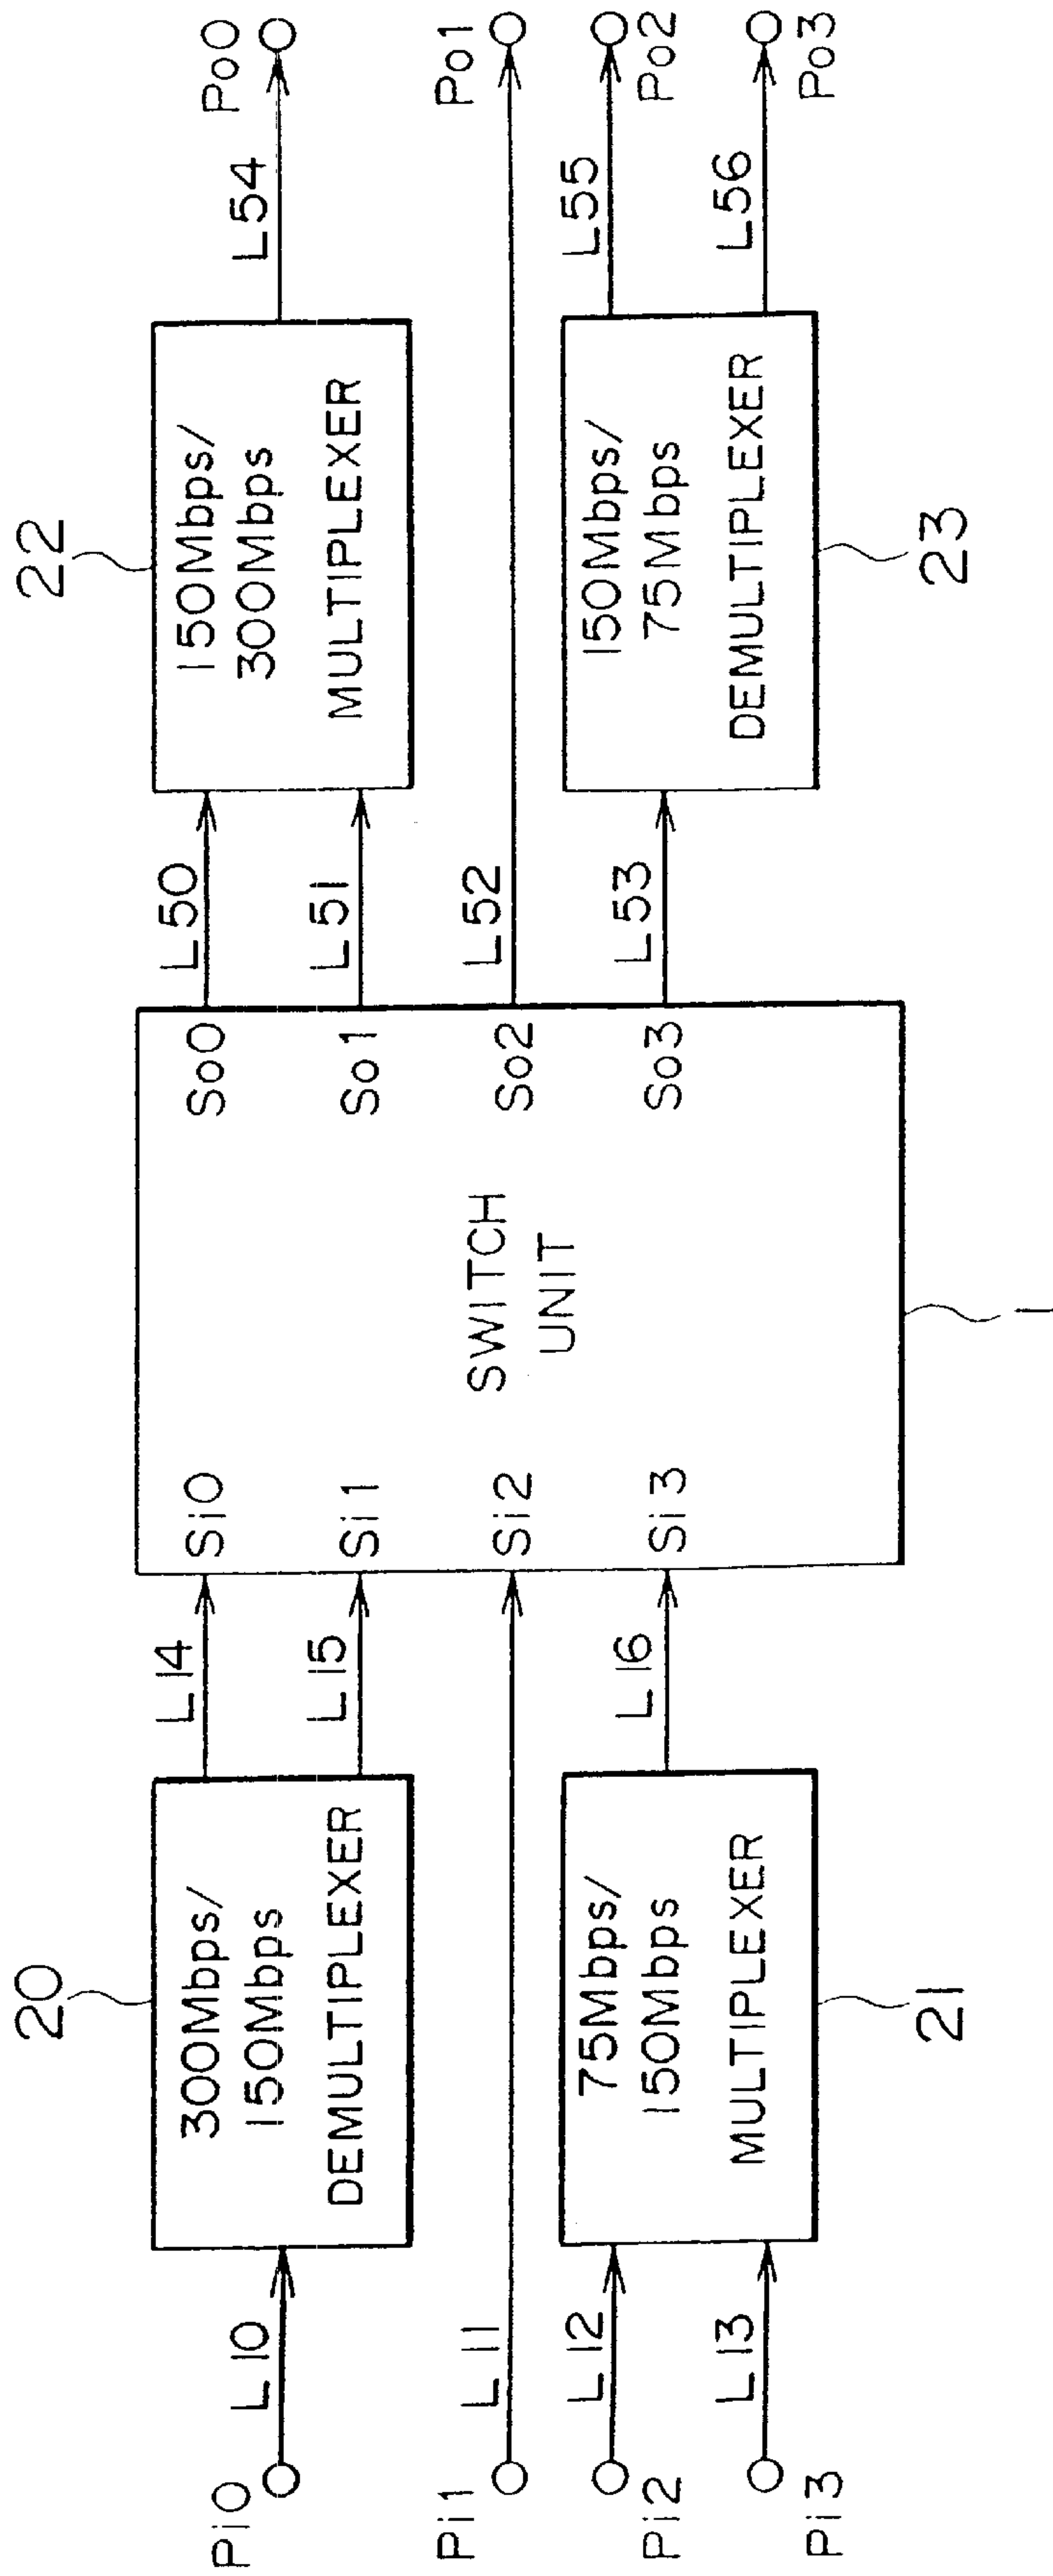 20
22
300Mbps/
150Mbps
DEMULTIPLEXER
150Mbps/
300Mbps
MULTIPLEXER
Pi0
L10
L14
Si0
So0
L50
L54
Po0
L15
Si1
So1
L51
Pi1
L11
Si2
SWITCH
UNIT
So2
L52
Po1
Pi2
L12
75Mbps/
150Mbps
MULTIPLEXER
L16
Si3
So3
L53
150Mbps/
75Mbps
DEMULTIPLEXER
L55
Po2
Pi3
L13
L56
Po3
21
1
23